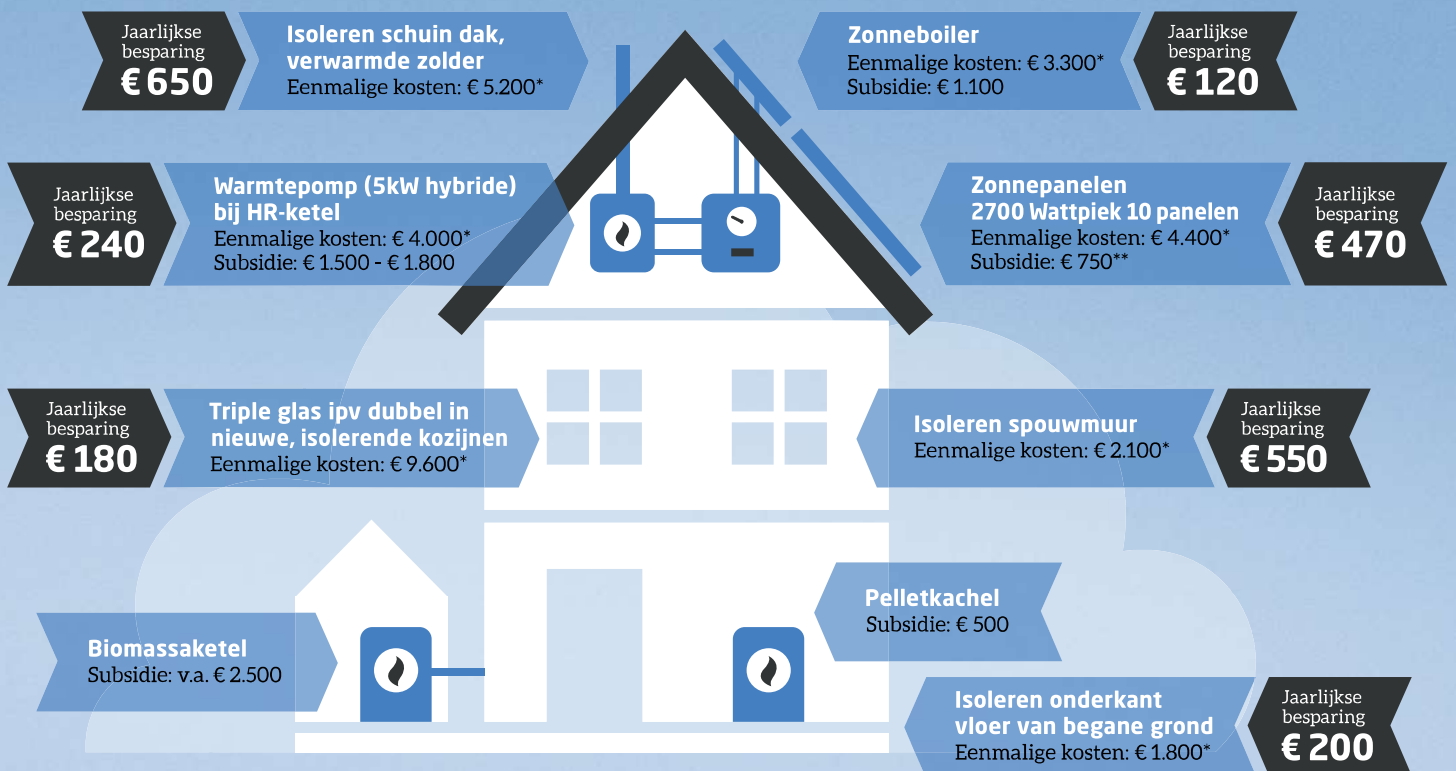 Jaarlijkse
besparing
€ 650
Isoleren schuin dak,
verwarmde zolder
Eenmalige kosten: € 5.200*
Zonneboiler
Eenmalige kosten: € 3.300*
Subsidie: € 1.100
Jaarlijkse
besparing
€ 120
Jaarlijkse
besparing
€ 240
Warmtepomp (5kW hybride)
bij HR-ketel
Eenmalige kosten: € 4.000*
Subsidie: € 1.500 - € 1.800
Zonnepanelen
2700 Wattpiek 10 panelen
Eenmalige kosten: € 4.400*
Subsidie: € 750**
Jaarlijkse
besparing
€ 470
Jaarlijkse
besparing
€ 180
Triple glas ipv dubbel in
nieuwe, isolerende kozijnen
Eenmalige kosten: € 9.600*
Isoleren spouwmuur
Eenmalige kosten: € 2.100*
Jaarlijkse
besparing
€ 550
Biomassaketel
Subsidie: v.a. € 2.500
Pelletkachel
Subsidie: € 500
Isoleren onderkant
vloer van begane grond
Eenmalige kosten: € 1.800*
Jaarlijkse
besparing
€ 200